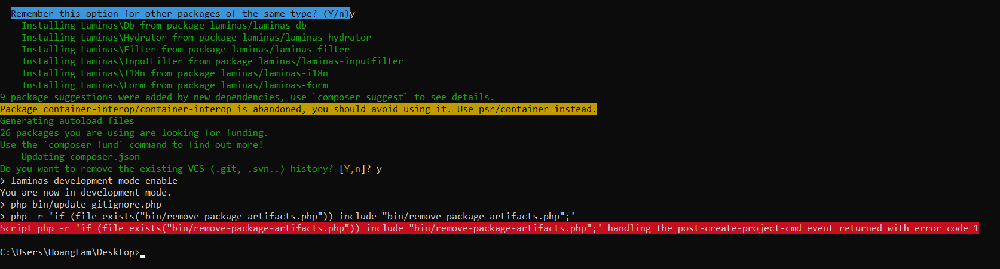 Remember this option for other packages of the same type? (Y/n)y
Installing Laminas\Db from package laminas/laminas-db
Installing Laminas\Hydrator from package laminas/laminas-hydrator
Installing Laminas\Filter from package laminas/laminas-filter
Installing Laminas\InputFilter from package laminas/laminas-inputfilter
Installing Laminas\I18n from package laminas/laminas-i18n
Installing Laminas\Form from package laminas/laminas-form
9 package suggestions were added by new dependencies, use `composer suggest` to see details.
Package container-interop/container-interop is abandoned, you should avoid using it. Use psr/container instead.
Generating autoload files
26 packages you are using are looking for funding.
Use the `composer fund` command to find out more!
Updating composer.json
Do you want to remove the existing VCS (.git, .svn..) history? [Y,n]? y
> laminas-development-mode enable
You are now in development mode.
> php bin/update-gitignore.php
> php -r 'if (file_exists("bin/remove-package-artifacts.php")) include "bin/remove-package-artifacts.php";'
Script php -r 'if (file_exists("bin/remove-package-artifacts.php")) include "bin/remove-package-artifacts.php";' handling the post-create-project-cmd event returned with error code 1
C:\Users\HoangLam\Desktop>